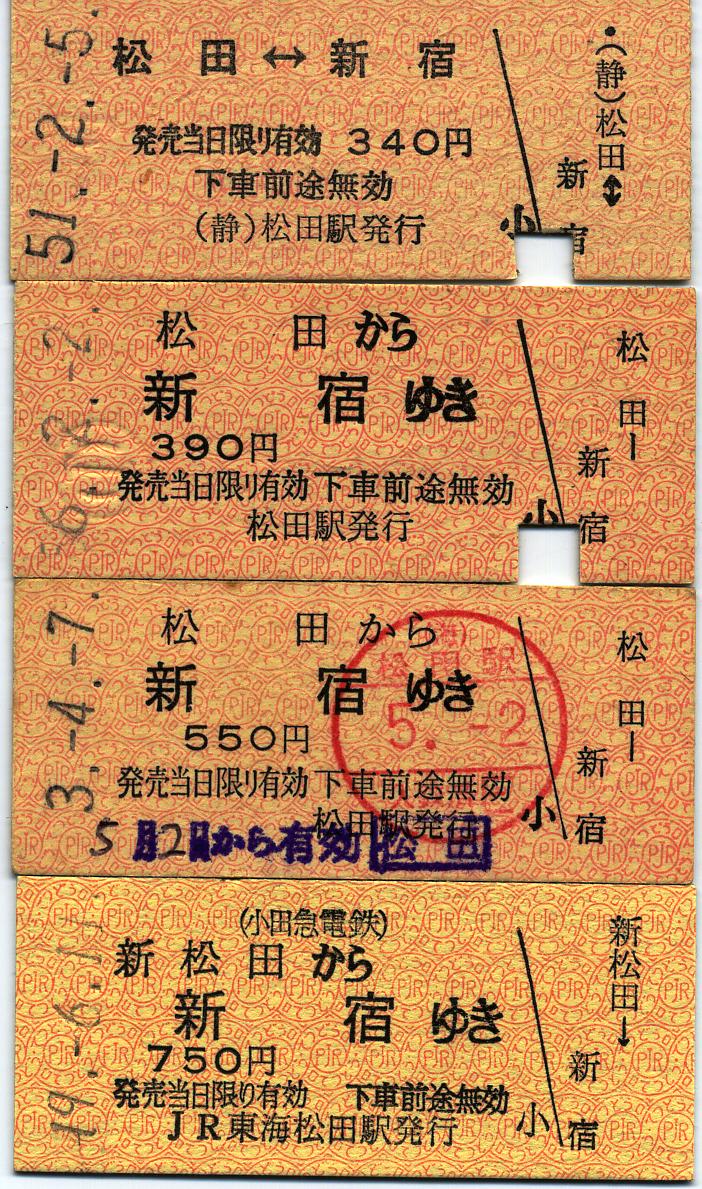 51.-2.-5.
松田↔新宿
発売当日限り有効 340円
下車前途無効
(静)松田駅発行
小
(静)松田↔
新宿
松田から
新宿ゆき
390円
発売当日限り有効 下車前途無効
松田駅発行
小
松田—
新宿
3.-4.-7.
松田から
新宿ゆき
550円
発売当日限り有効 下車前途無効
松田駅発行
5月2日から有効 松田
松田駅
5.-2
小
松田—
新宿
19.-6.11.
(小田急電鉄)
新松田から
新宿ゆき
750円
発売当日限り有効 下車前途無効
JR東海松田駅発行
小
新松田→
新宿